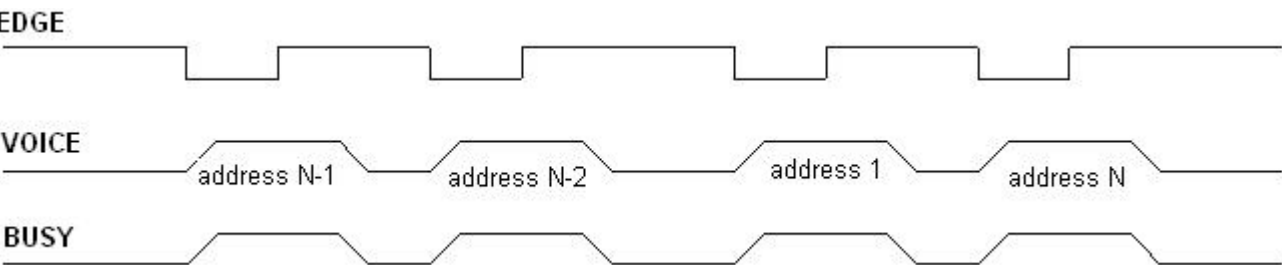 EDGE
VOICE
address N-1
address N-2
address 1
address N
BUSY